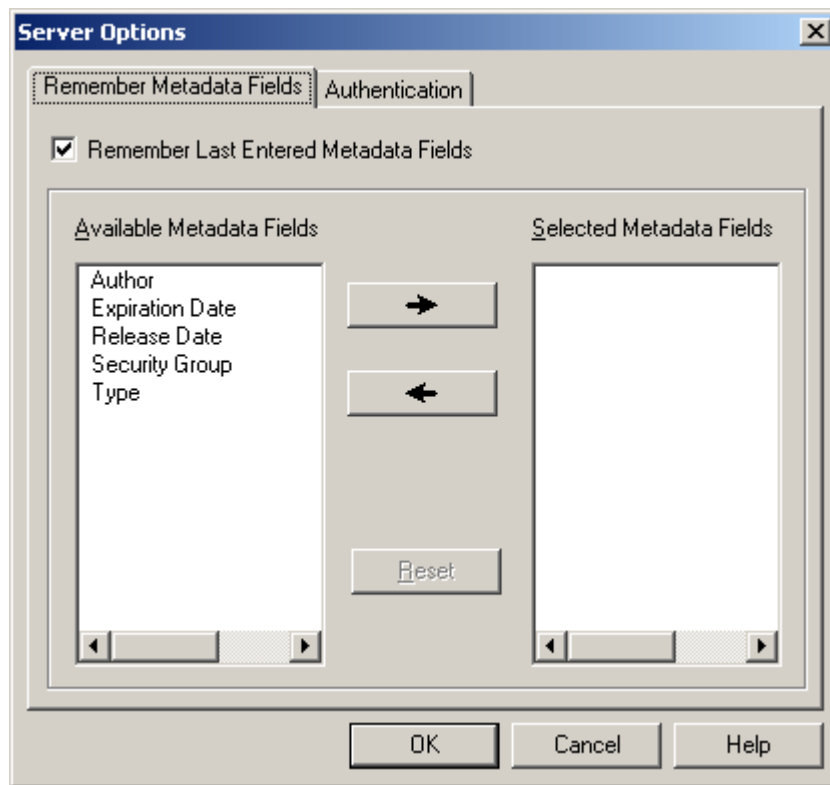 Server Options
Remember Metadata Fields Authentication
Remember Last Entered Metadata Fields
Available Metadata Fields Selected Metadata Fields
Author
Expiration Date
Release Date
Security Group
Type
Reset
OK Cancel Help